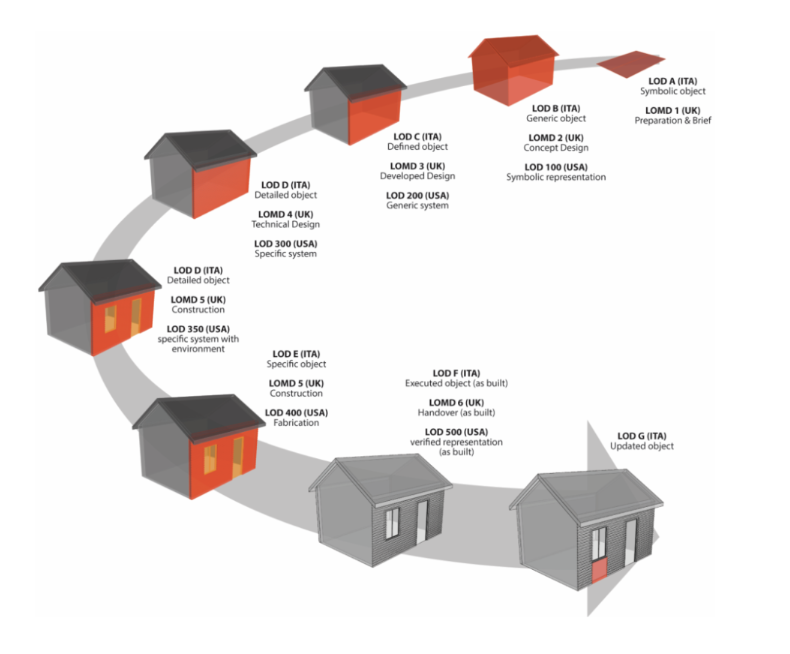 LOD A (ITA)
Symbolic object
LOMD 1 (UK)
Preparation & Brief
LOD B (ITA)
Generic object
LOMD 2 (UK)
Concept Design
LOD 100 (USA)
Symbolic representation
LOD C (ITA)
Defined object
LOMD 3 (UK)
Developed Design
LOD 200 (USA)
Generic system
LOD D (ITA)
Detailed object
LOMD 4 (UK)
Technical Design
LOD 300 (USA)
Specific system
LOD D (ITA)
Detailed object
LOMD 5 (UK)
Construction
LOD 350 (USA)
specific system with
environment
LOD E (ITA)
Specific object
LOMD 5 (UK)
Construction
LOD 400 (USA)
Fabrication
LOD F (ITA)
Executed object (as built)
LOMD 6 (UK)
Handover (as built)
LOD 500 (USA)
verified representation
(as built)
LOD G (ITA)
Updated object